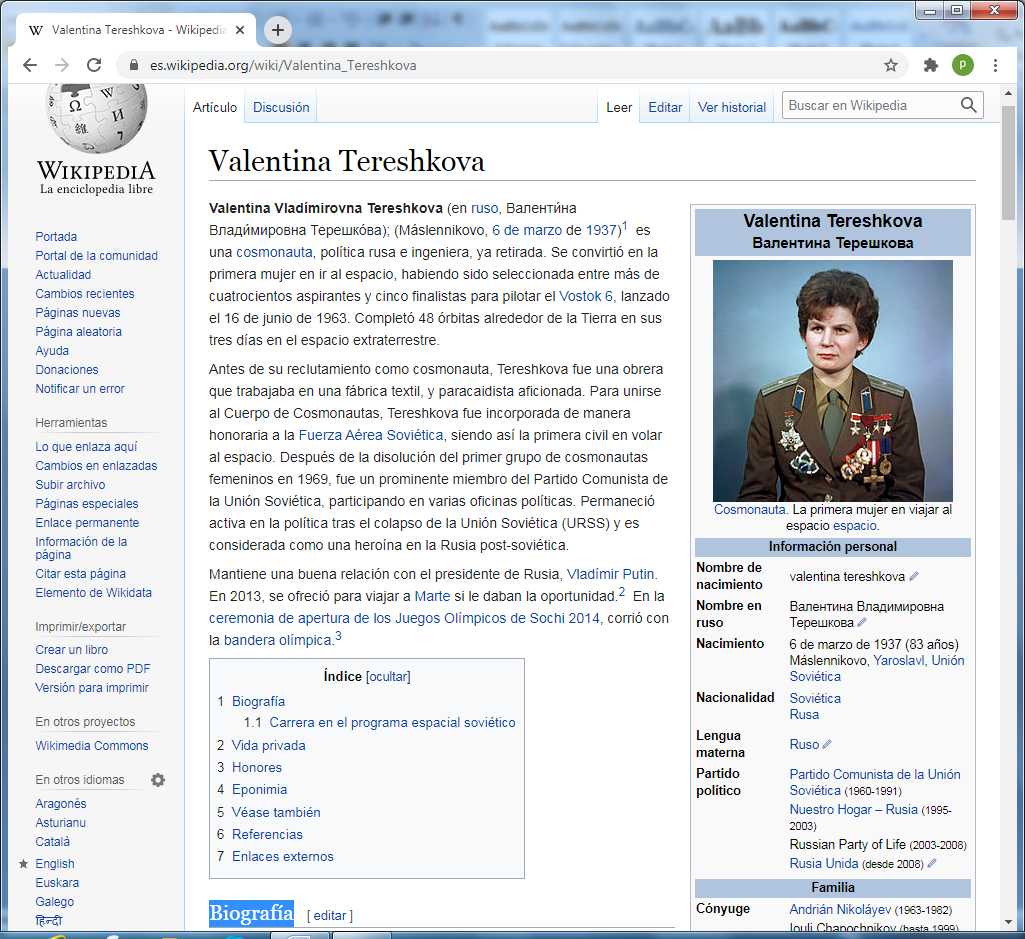 Valentina Tereshkova - Wikipedia
es.wikipedia.org/wiki/Valentina_Tereshkova
P
WIKIPEDIA
La enciclopedia libre
Artículo
Discusión
Leer
Editar
Ver historial
Buscar en Wikipedia
Portada
Portal de la comunidad
Actualidad
Cambios recientes
Páginas nuevas
Página aleatoria
Ayuda
Donaciones
Notificar un error
Herramientas
Lo que enlaza aquí
Cambios en enlazadas
Subir archivo
Páginas especiales
Enlace permanente
Información de la
página
Citar esta página
Elemento de Wikidata
Imprimir/exportar
Crear un libro
Descargar como PDF
Versión para imprimir
En otros proyectos
Wikimedia Commons
En otros idiomas
Aragonés
Asturianu
Català
English
Euskara
Galego
हिन्दी
Valentina Tereshkova
Valentina Vladímirovna Tereshkova (en ruso, Валенти́на
Влади́мировна Терешко́ва); (Máslennikovo, 6 de marzo de 1937)1 es
una cosmonauta, política rusa e ingeniera, ya retirada. Se convirtió en la
primera mujer en ir al espacio, habiendo sido seleccionada entre más de
cuatrocientos aspirantes y cinco finalistas para pilotar el Vostok 6, lanzado
el 16 de junio de 1963. Completó 48 órbitas alrededor de la Tierra en sus
tres días en el espacio extraterrestre.
Antes de su reclutamiento como cosmonauta, Tereshkova fue una obrera
que trabajaba en una fábrica textil, y paracaidista aficionada. Para unirse
al Cuerpo de Cosmonautas, Tereshkova fue incorporada de manera
honoraria a la Fuerza Aérea Soviética, siendo así la primera civil en volar
al espacio. Después de la disolución del primer grupo de cosmonautas
femeninos en 1969, fue un prominente miembro del Partido Comunista de
la Unión Soviética, participando en varias oficinas políticas. Permaneció
activa en la política tras el colapso de la Unión Soviética (URSS) y es
considerada como una heroína en la Rusia post-soviética.
Mantiene una buena relación con el presidente de Rusia, Vladímir Putin.
En 2013, se ofreció para viajar a Marte si le daban la oportunidad.2 En la
ceremonia de apertura de los Juegos Olímpicos de Sochi 2014, corrió con
la bandera olímpica.3
Índice [ocultar]
1 Biografía
1.1 Carrera en el programa espacial soviético
2 Vida privada
3 Honores
4 Eponimia
5 Véase también
6 Referencias
7 Enlaces externos
Biografía [ editar ]
Valentina Tereshkova
Валентина Терешкова
Cosmonauta. La primera mujer en viajar al
espacio espacio.
Información personal
Nombre de
nacimiento
valentina tereshkova
Nombre en
ruso
Валентина Владимировна
Терешкова
Nacimiento
6 de marzo de 1937 (83 años)
Máslennikovo, Yaroslavl, Unión
Soviética
Nacionalidad
Soviética
Rusa
Lengua
materna
Ruso
Partido
político
Partido Comunista de la Unión
Soviética (1960-1991)
Nuestro Hogar – Rusia (1995-
2003)
Russian Party of Life (2003-2008)
Rusia Unida (desde 2008)
Familia
Cónyuge
Andrián Nikoláyev (1963-1982)
Iouli Chapochnikov (hasta 1999)